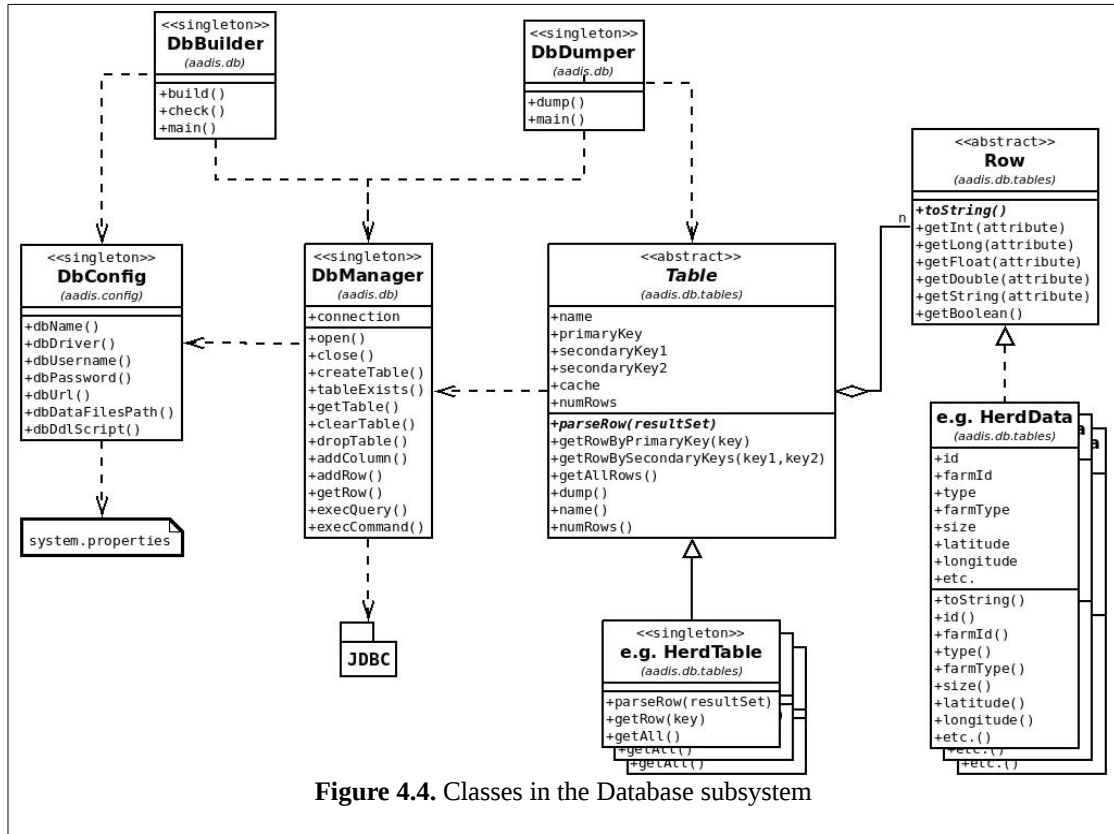 <<singleton>>
DbBuilder
(aadis.db)
+build()
+check()
+main()
<<singleton>>
DbDumper
(aadis.db)
+dump()
+main()
<<abstract>>
Row
(aadis.db.tables)
+toString()
+getInt(attribute)
+getLong(attribute)
+getFloat(attribute)
+getDouble(attribute)
+getString(attribute)
+getBoolean()
n
<<singleton>>
DbConfig
(aadis.config)
+dbName()
+dbDriver()
+dbUsername()
+dbPassword()
+dbUrl()
+dbDataFilesPath()
+dbDdlScript()
<<singleton>>
DbManager
(aadis.db)
+connection
+open()
+close()
+createTable()
+tableExists()
+getTable()
+clearTable()
+dropTable()
+addColumn()
+addRow()
+getRow()
+execQuery()
+execCommand()
<<abstract>>
Table
(aadis.db.tables)
+name
+primaryKey
+secondaryKey1
+secondaryKey2
+cache
+numRows
+parseRow(resultSet)
+getRowByPrimaryKey(key)
+getRowBySecondaryKeys(key1,key2)
+getAllRows()
+dump()
+name()
+numRows()
e.g. HerdData
(aadis.db.tables)
+id
+farmId
+type
+farmType
+size
+latitude
+longitude
+etc.
+toString()
+id()
+farmId()
+type()
+farmType()
+size()
+latitude()
+longitude()
+etc.()
+etc.()
+etc.()
system.properties
JDBC
<<singleton>>
e.g. HerdTable
(aadis.db.tables)
+parseRow(resultSet)
+getRow(key)
+getAll()
+getAll()
+getAll()
Figure 4.4. Classes in the Database subsystem